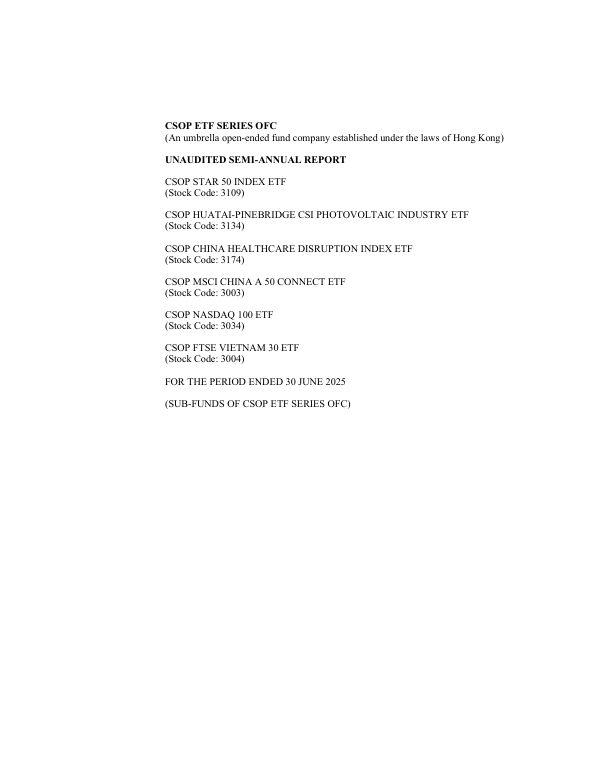 CSOP ETF SERIES OFC
(An umbrella open-ended fund company established under the laws of Hong Kong)
UNAUDITED SEMI-ANNUAL REPORT
CSOP STAR 50 INDEX ETF
(Stock Code: 3109)
CSOP HUATAI-PINEBRIDGE CSI PHOTOVOLTAIC INDUSTRY ETF
(Stock Code: 3134)
CSOP CHINA HEALTHCARE DISRUPTION INDEX ETF
(Stock Code: 3174)
CSOP MSCI CHINA A 50 CONNECT ETF
(Stock Code: 3003)
CSOP NASDAQ 100 ETF
(Stock Code: 3034)
CSOP FTSE VIETNAM 30 ETF
(Stock Code: 3004)
FOR THE PERIOD ENDED 30 JUNE 2025
(SUB-FUNDS OF CSOP ETF SERIES OFC)